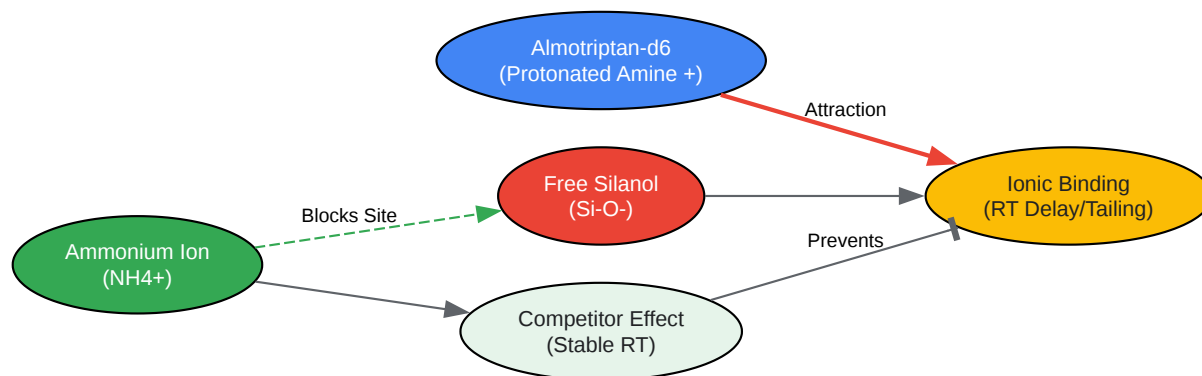 Almotriptan-d6
(Protonated Amine +)
Attraction
Free Silanol
(Si-O-)
Ionic Binding
(RT Delay/Tailing)
Blocks Site
Ammonium Ion
(NH4+)
Prevents
Competitor Effect
(Stable RT)